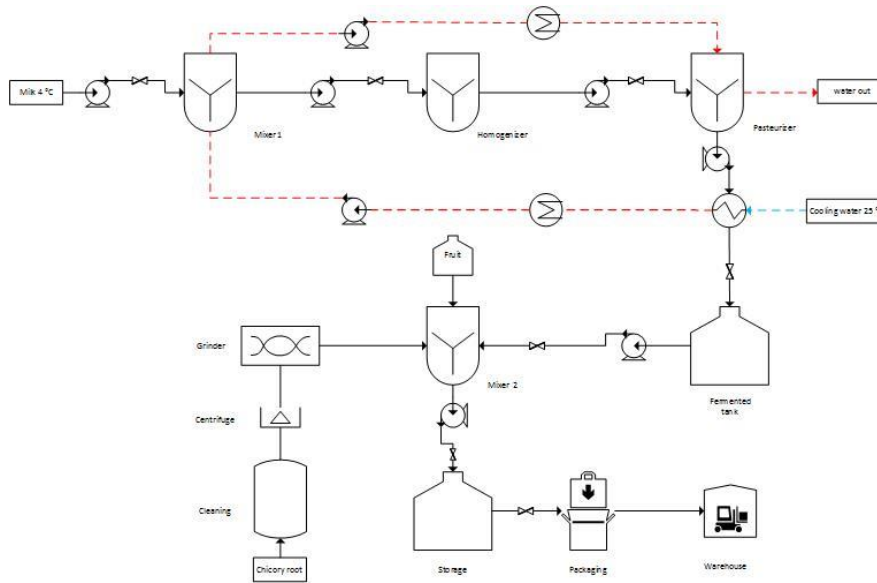 Milk 4 °C
Mixer 1
Homogenizer
Pasteurizer
water out
Cooling water 25 °
Fruit
Grinder
Mixer 2
Fermented
tank
Centrifuge
Cleaning
Chicory root
Storage
Packaging
Warehouse